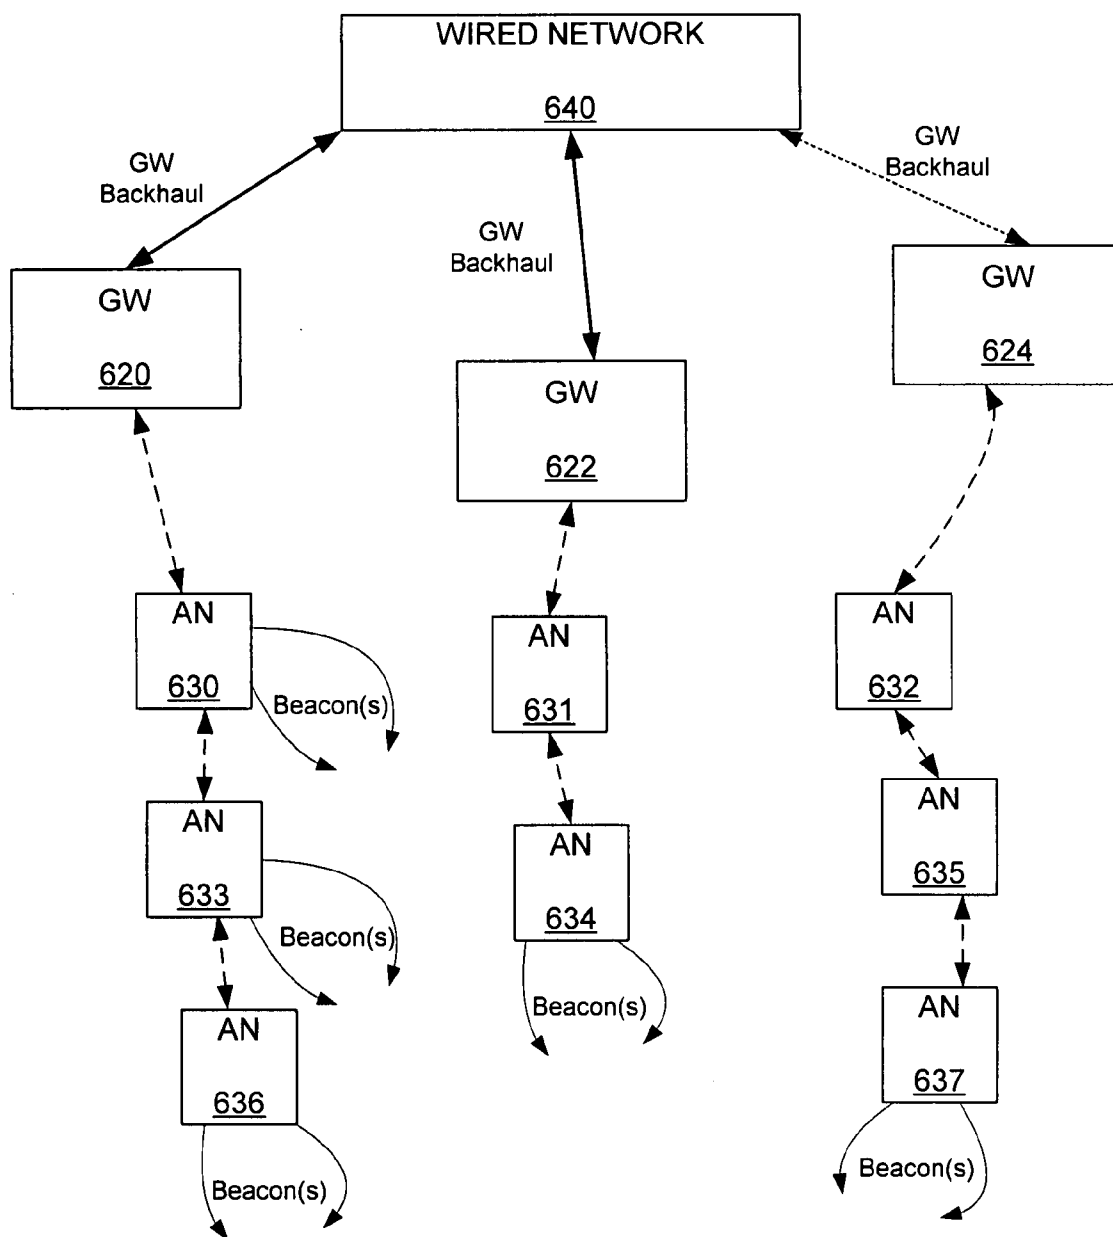 WIRED NETWORK
640
GW
Backhaul
GW
Backhaul
GW
Backhaul
GW
620
GW
622
GW
624
AN
630
Beacon(s)
AN
631
AN
632
AN
633
Beacon(s)
AN
634
Beacon(s)
AN
635
AN
636
Beacon(s)
AN
637
Beacon(s)